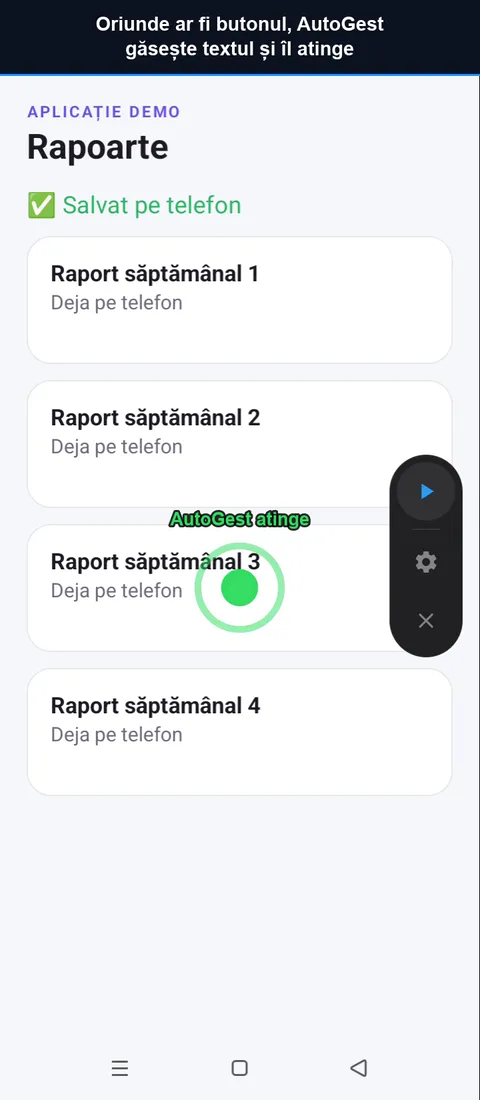 Oriunde ar fi butonul, AutoGest
găsește textul și îl atinge
APLICAȚIE DEMO
Rapoarte
✅ Salvat pe telefon
Raport săptămânal 1
Deja pe telefon
Raport săptămânal 2
Deja pe telefon
AutoGest atinge
Raport săptămânal 3
Deja pe telefon
Raport săptămânal 4
Deja pe telefon